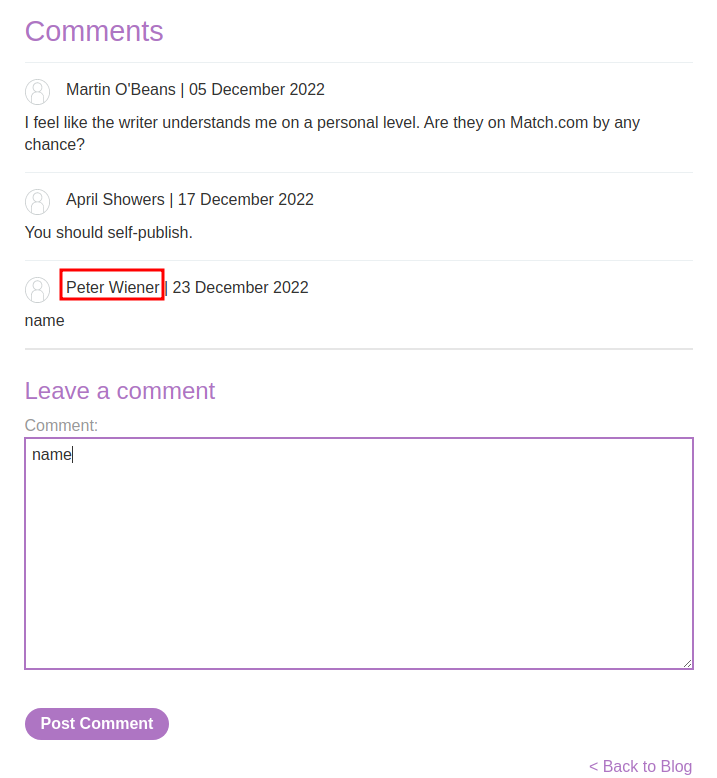 Comments
Martin O'Beans | 05 December 2022
I feel like the writer understands me on a personal level. Are they on Match.com by any
chance?
April Showers | 17 December 2022
You should self-publish.
Peter Wiener | 23 December 2022
name
Leave a comment
Comment:
name
Post Comment
< Back to Blog